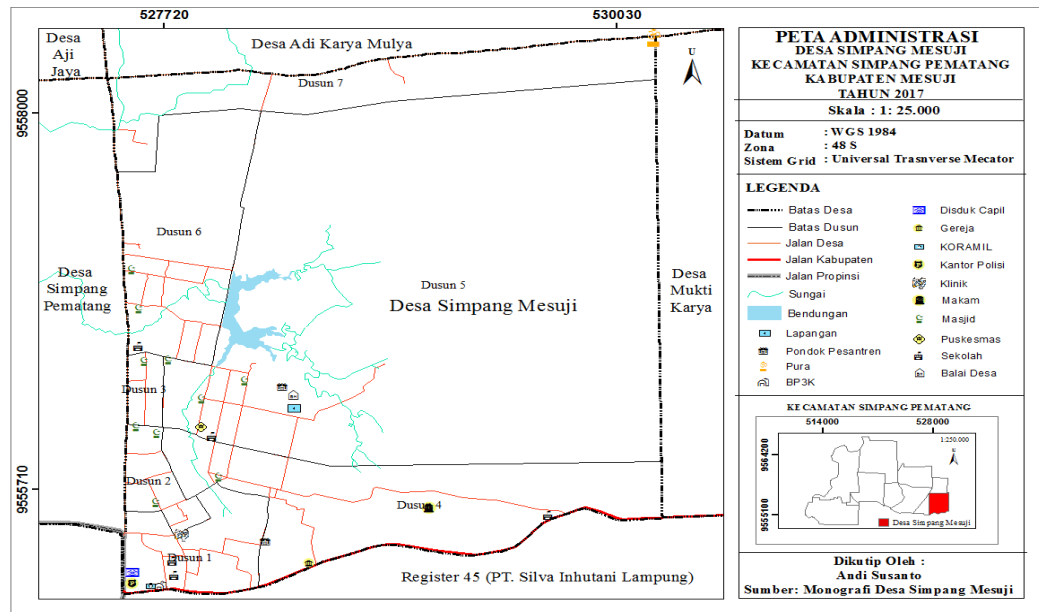 527720
530030
9558000
9555710
Desa
Aji
Jaya
Desa Adi Karya Mulya
U
Dusun 7
Dusun 6
Desa
Simpang
Pematang
Dusun 5
Desa Simpang Mesuji
Desa
Mukti
Karya
Dusun 3
Dusun 2
Dusun 4
Dusun 1
Register 45 (PT. Silva Inhutani Lampung)
PETA ADMINISTRASI
DESA SIMPANG MESUJI
KECAMATAN SIMPANG PEMATANG
KABUPATEN MESUJI
TAHUN 2017
Skala : 1: 25.000
Datum : WGS 1984
Zona : 48 S
Sistem Grid : Universal Trasnverse Mecator
LEGENDA
Batas Desa
Batas Dusun
Jalan Desa
Jalan Kabupaten
Jalan Propinsi
Sungai
Bendungan
Lapangan
Pondok Pesantren
Pura
BP3K
Disduk Capil
Gereja
KORAMIL
Kantor Polisi
Klinik
Makam
Masjid
Puskesmas
Sekolah
Balai Desa
KECAMATAN SIMPANG PEMATANG
514000
528000
9564200
9555100
1:250.000
U
Desa Simpang Mesuji
Dikutip Oleh :
Andi Susanto
Sumber: Monografi Desa Simpang Mesuji